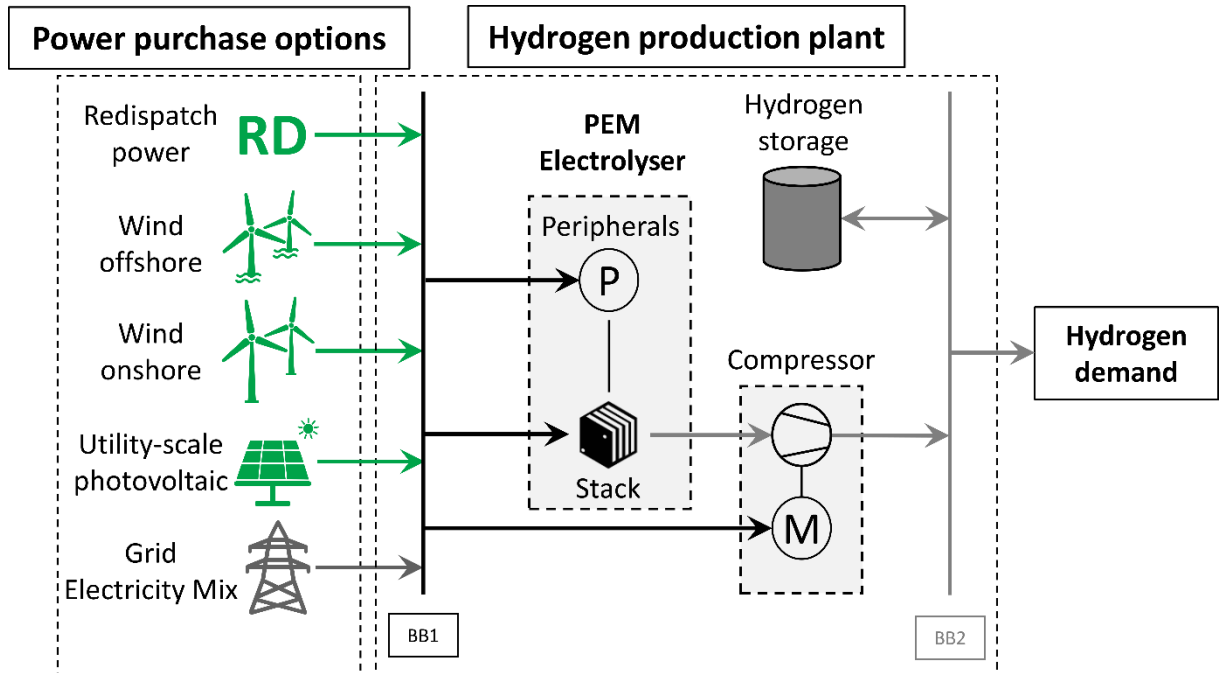 Power purchase options
Hydrogen production plant
Redispatch
power
RD
Wind
offshore
Wind
onshore
Utility-scale
photovoltaic
Grid
Electricity Mix
BB1
PEM
Electrolyser
Peripherals
P
Stack
Compressor
M
Hydrogen
storage
BB2
Hydrogen
demand